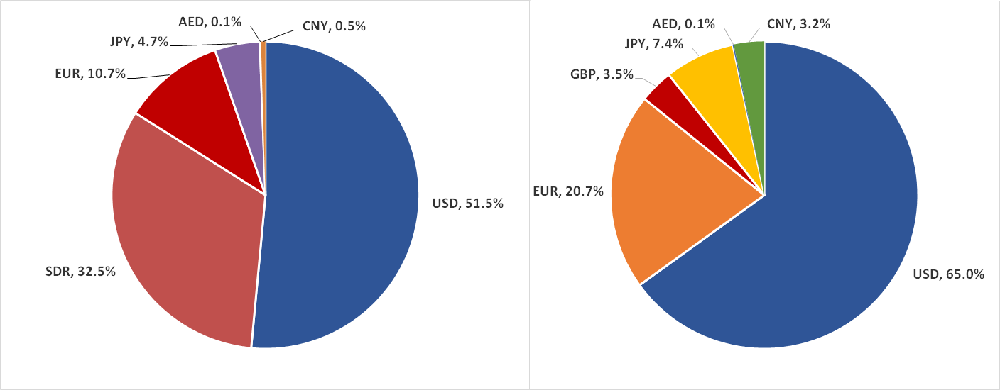 AED, 0.1%
CNY, 0.5%
JPY, 4.7%
EUR, 10.7%
USD, 51.5%
SDR, 32.5%
AED, 0.1%
CNY, 3.2%
JPY, 7.4%
GBP, 3.5%
EUR, 20.7%
USD, 65.0%